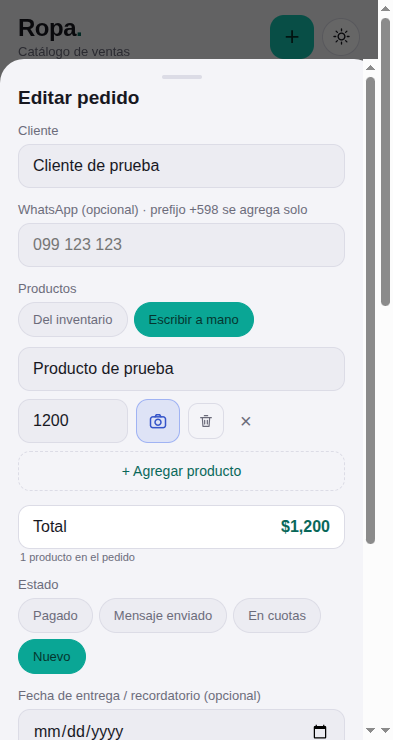 Ropa.
Catálogo de ventas
Editar pedido
Cliente
Cliente de prueba
WhatsApp (opcional) · prefijo +598 se agrega solo
099 123 123
Productos
Del inventario
Escribir a mano
Producto de prueba
1200
+ Agregar producto
Total $1,200
1 producto en el pedido
Estado
Pagado
Mensaje enviado
En cuotas
Nuevo
Fecha de entrega / recordatorio (opcional)
mm/dd/yyyy